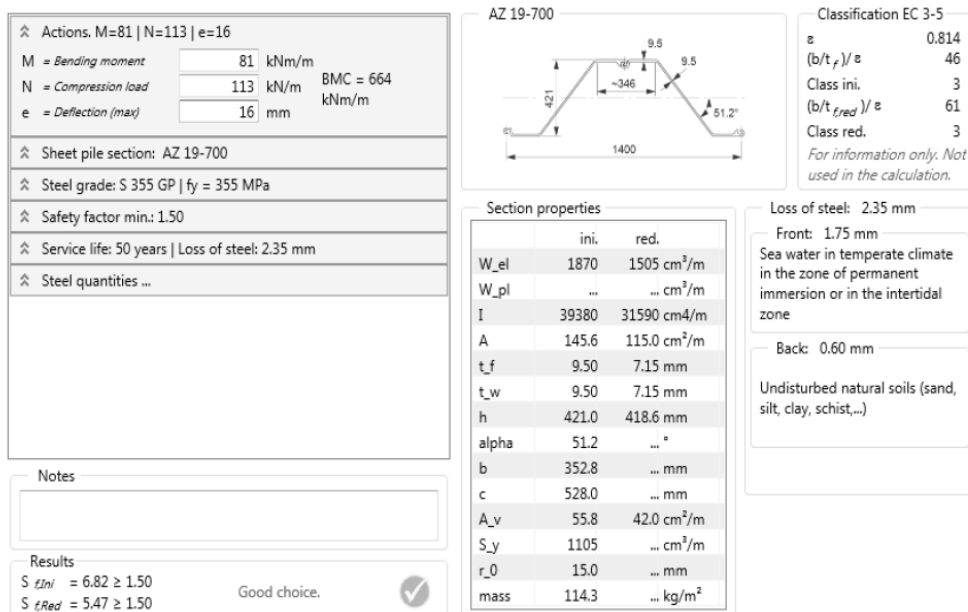 Actions. M=81 | N=113 | e=16
M = Bending moment 81 kNm/m
N = Compression load 113 kN/m
e = Deflection (max) 16 mm
BMC = 664
kNm/m
Sheet pile section: AZ 19-700
Steel grade: S 355 GP | fy = 355 MPa
Safety factor min.: 1.50
Service life: 50 years | Loss of steel: 2.35 mm
Steel quantities ...
Notes
Results
S f,Ini = 6.82 ≥ 1.50
S f,Red = 5.47 ≥ 1.50
Good choice.
AZ 19-700
9.5
9.5
~346
421
51.2°
1400
Classification EC 3-5
ε 0.814
(b/t f)/ ε 46
Class ini. 3
(b/t f,red )/ ε 61
Class red. 3
For information only. Not
used in the calculation.
Section properties
ini. red.
W_el 1870 1505 cm³/m
W_pl ... ... cm³/m
I 39380 31590 cm4/m
A 145.6 115.0 cm²/m
t_f 9.50 7.15 mm
t_w 9.50 7.15 mm
h 421.0 418.6 mm
alpha 51.2 ... °
b 352.8 ... mm
c 528.0 ... mm
A_v 55.8 42.0 cm²/m
S_y 1105 ... cm³/m
r_0 15.0 ... mm
mass 114.3 ... kg/m²
Loss of steel: 2.35 mm
Front: 1.75 mm
Sea water in temperate climate
in the zone of permanent
immersion or in the intertidal
zone
Back: 0.60 mm
Undisturbed natural soils (sand,
silt, clay, schist,...)